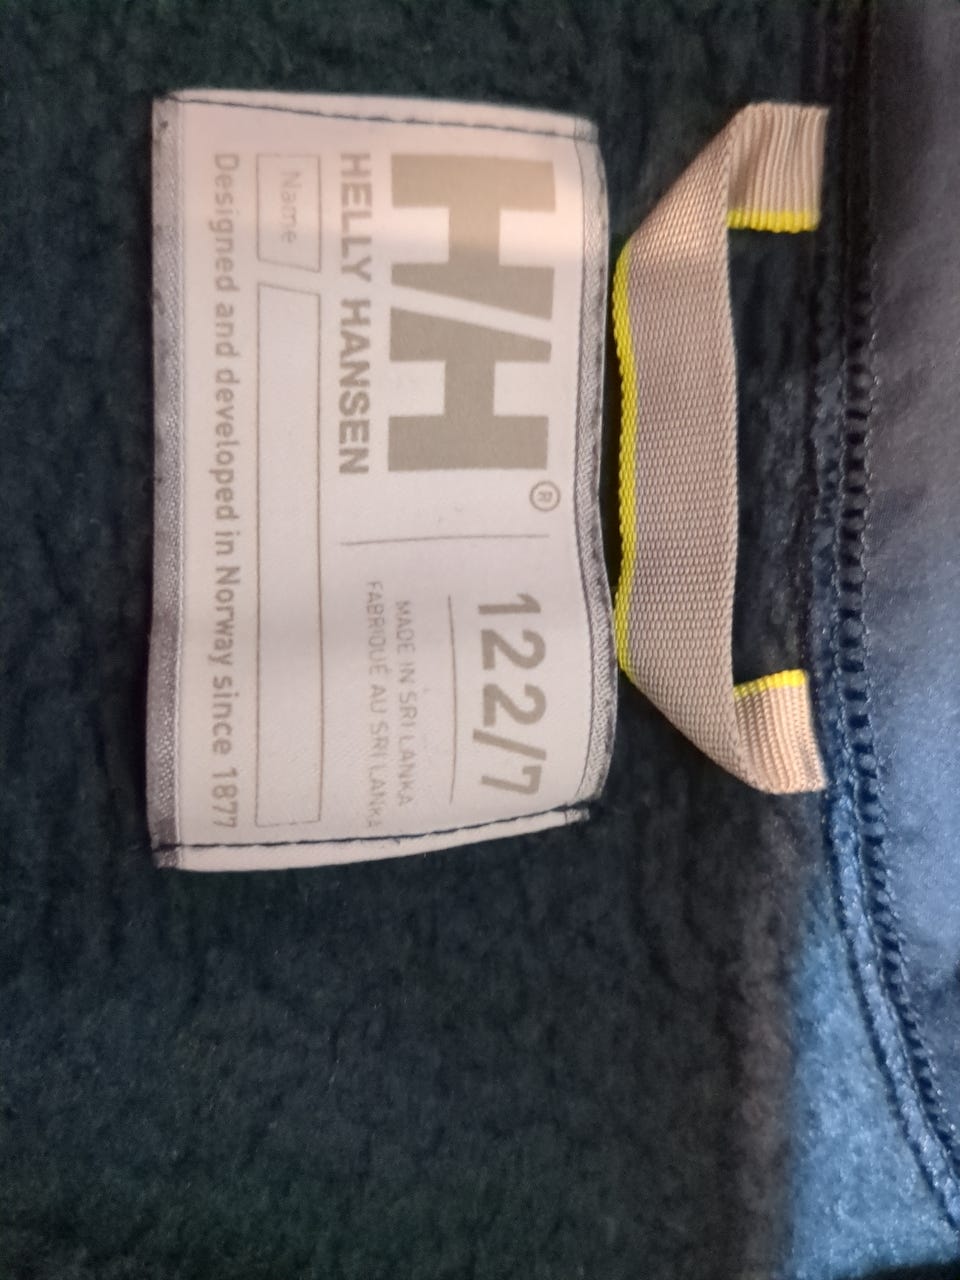 H/H®
HELLY HANSEN
122/7
MADE IN SRI LANKA
FABRIQUÉ AU SRI LANKA
Name
Designed and developed in Norway since 1877